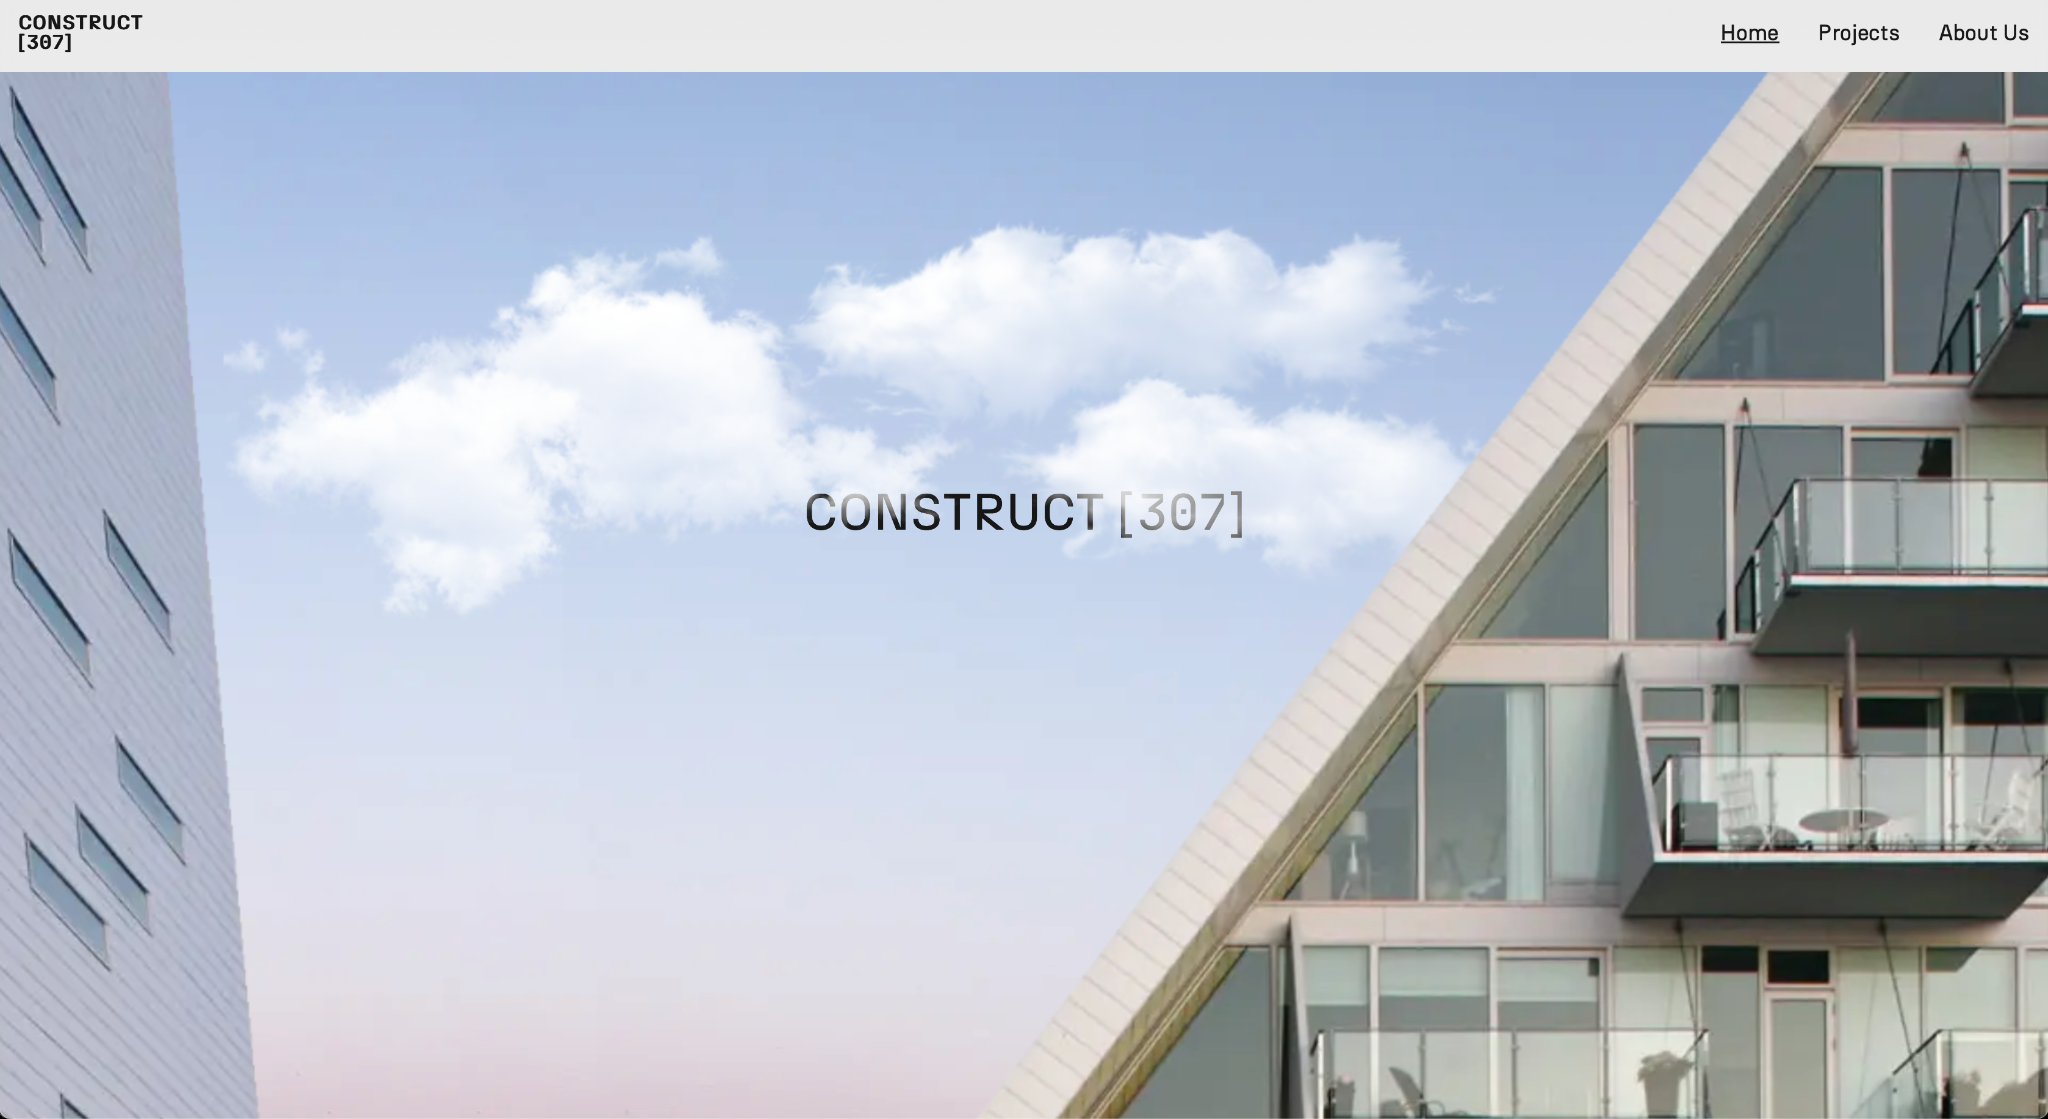 CONSTRUCT
[307]
Home
Projects
About Us
CONSTRUCT [307]